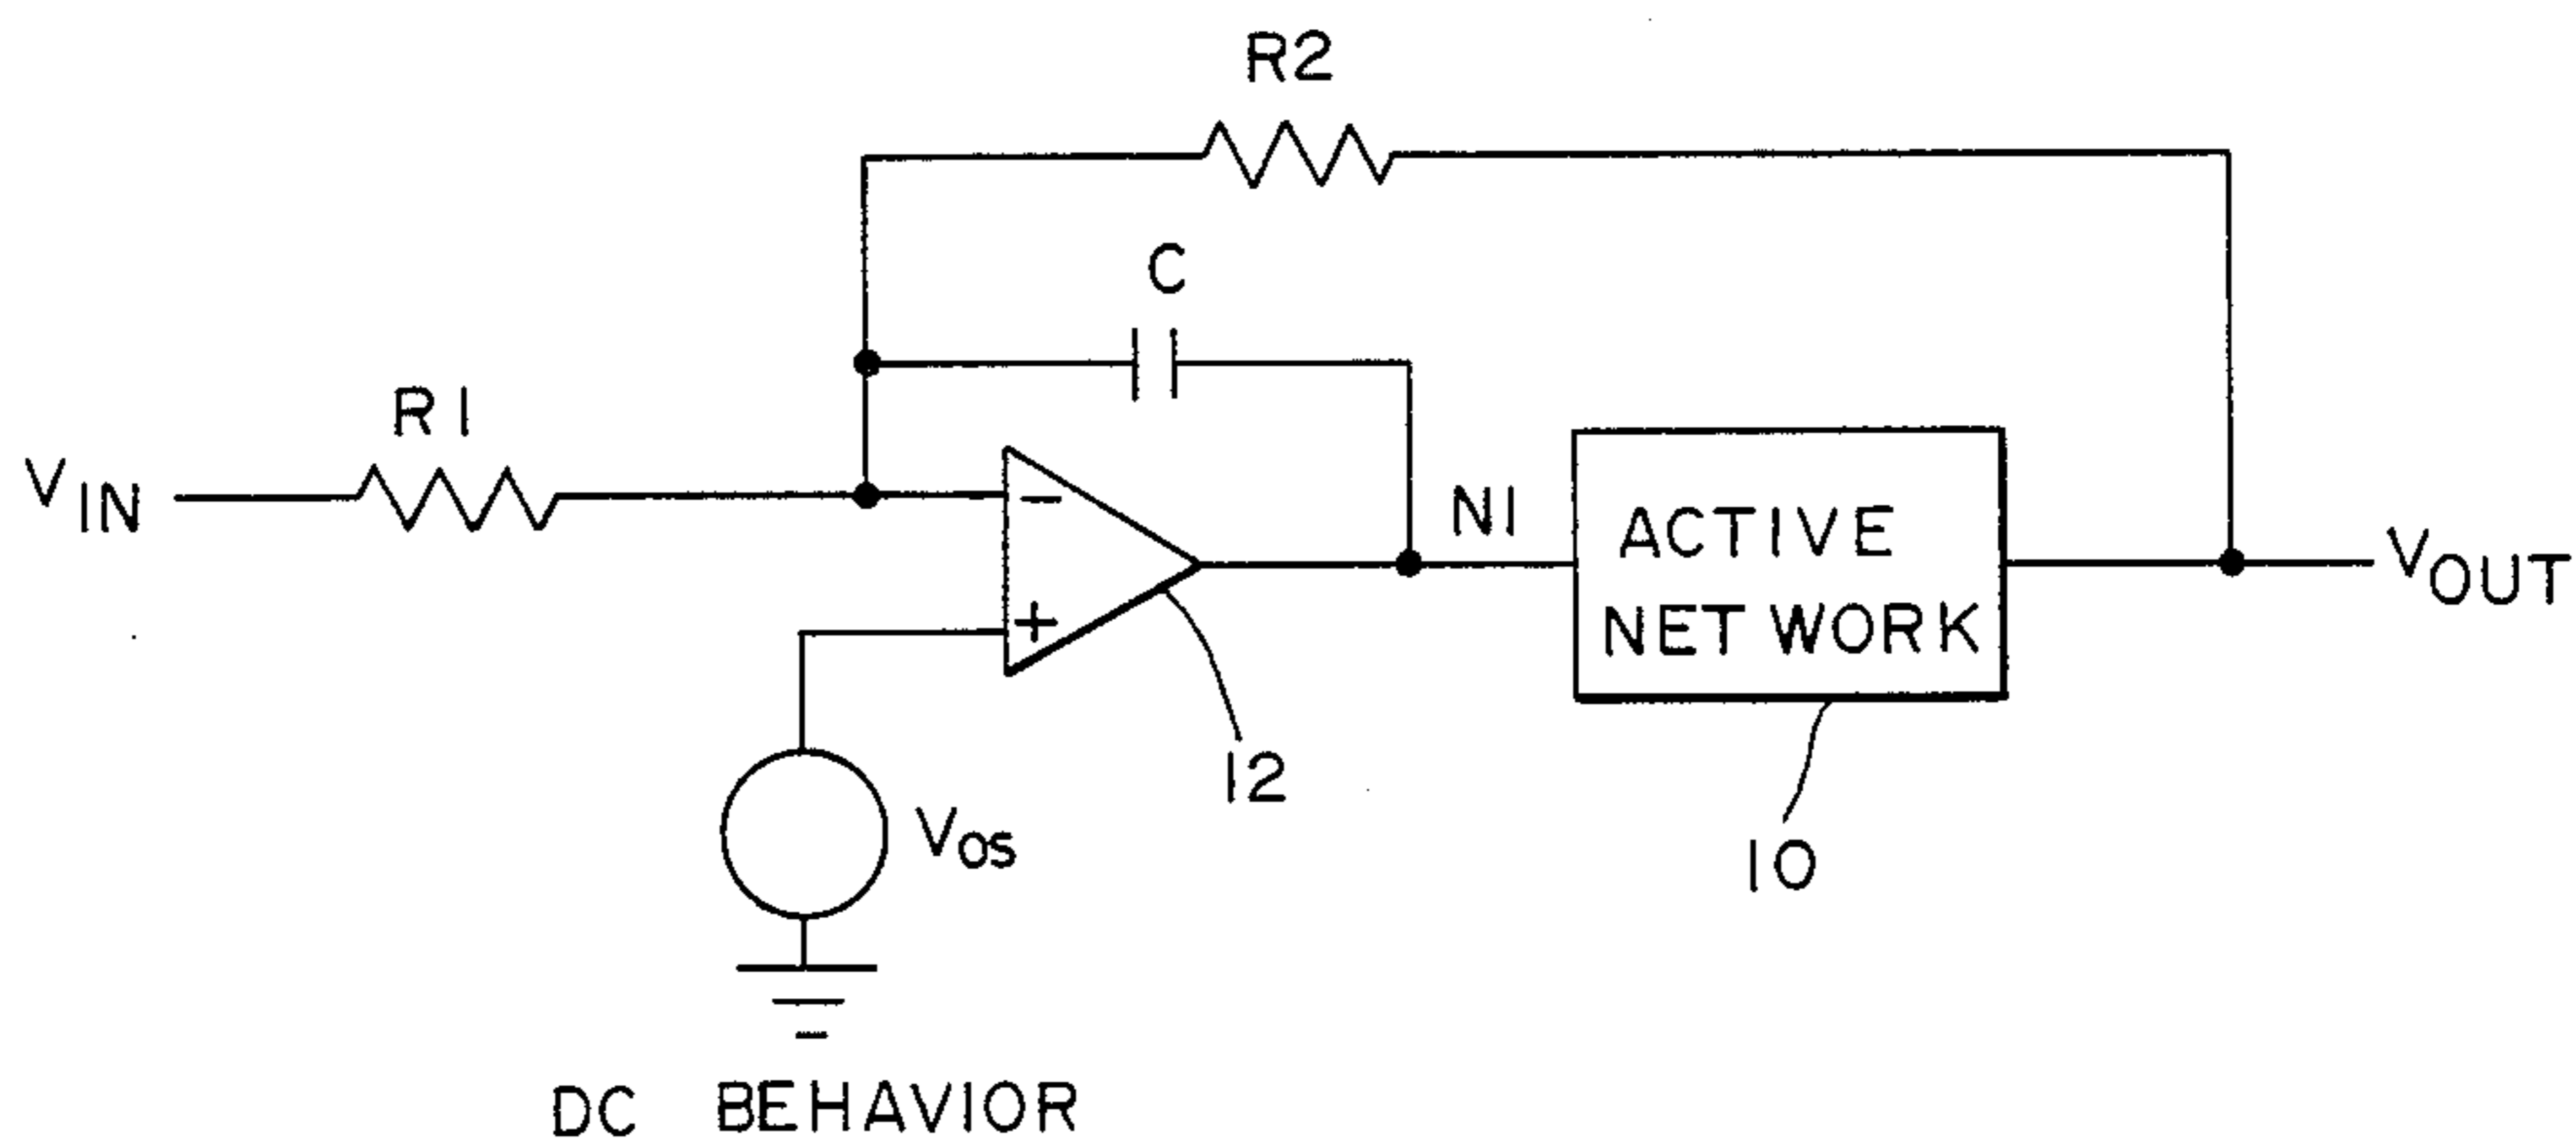 R2
C
R1
VIN
−
N1
ACTIVE
NETWORK
VOUT
+
12
VOS
10
DC BEHAVIOR